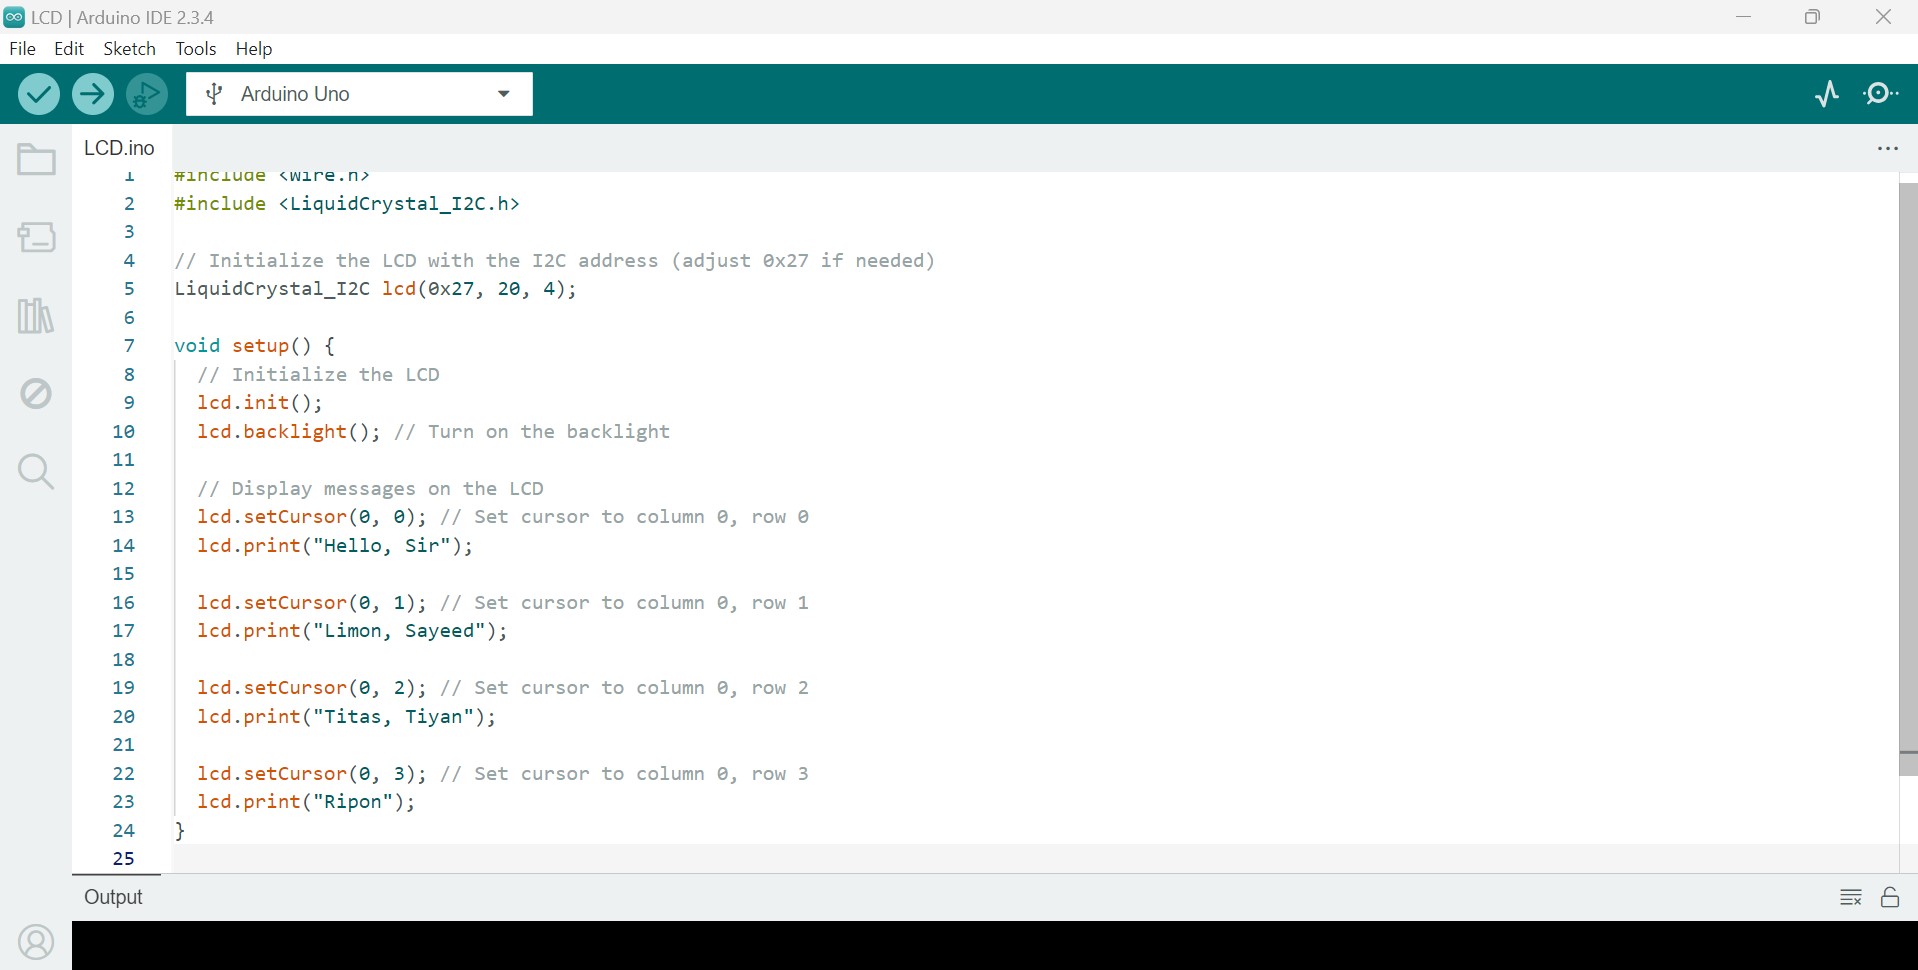 LCD | Arduino IDE 2.3.4
File Edit Sketch Tools Help
Arduino Uno
LCD.ino
1 #include <Wire.h>
2 #include <LiquidCrystal_I2C.h>
3
4 // Initialize the LCD with the I2C address (adjust 0x27 if needed)
5 LiquidCrystal_I2C lcd(0x27, 20, 4);
6
7 void setup() {
8 // Initialize the LCD
9 lcd.init();
10 lcd.backlight(); // Turn on the backlight
11
12 // Display messages on the LCD
13 lcd.setCursor(0, 0); // Set cursor to column 0, row 0
14 lcd.print("Hello, Sir");
15
16 lcd.setCursor(0, 1); // Set cursor to column 0, row 1
17 lcd.print("Limon, Sayeed");
18
19 lcd.setCursor(0, 2); // Set cursor to column 0, row 2
20 lcd.print("Titas, Tiyan");
21
22 lcd.setCursor(0, 3); // Set cursor to column 0, row 3
23 lcd.print("Ripon");
24 }
25
Output